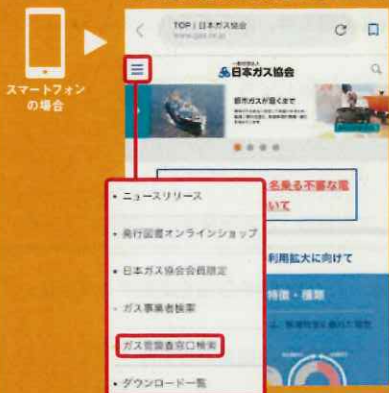 スマートフォン
の場合
TOP | 日本ガス協会
www.gas.or.jp
一般社団法人
日本ガス協会
都市ガスが届くまで
名乗る不審な電
いて
利用拡大に向けて
特徴・種類
• ニュースリリース
• 発行図書オンラインショップ
• 日本ガス協会会員限定
• ガス事業者検索
• ガス管調査窓口検索
• ダウンロード一覧